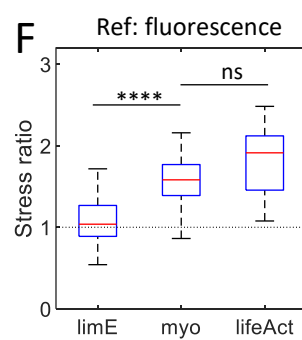 F
Ref: fluorescence
3
ns
****
2
Stress ratio
1
0
limE myo lifeAct